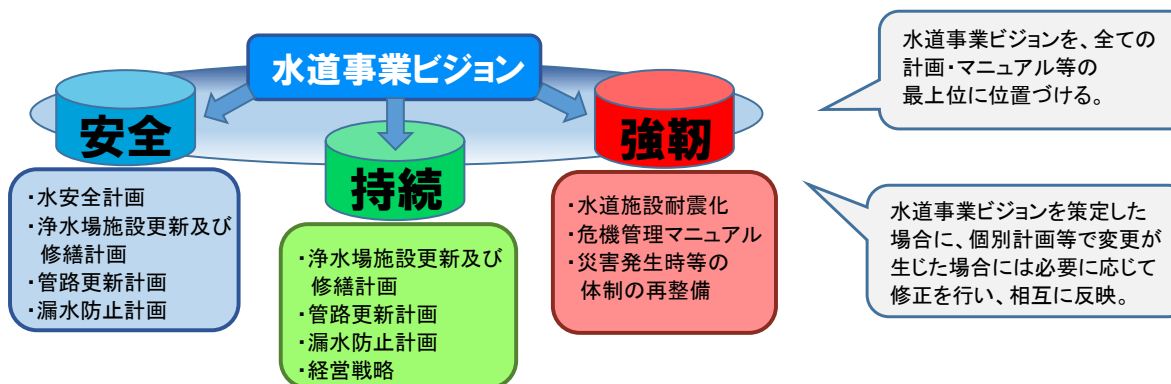 水道事業ビジョン
安全
持続
強靭
・水安全計画
・浄水場施設更新及び
修繕計画
・管路更新計画
・漏水防止計画
・浄水場施設更新及び
修繕計画
・管路更新計画
・漏水防止計画
・経営戦略
・水道施設耐震化
・危機管理マニュアル
・災害発生時等の
体制の再整備
水道事業ビジョンを、全ての
計画・マニュアル等の
最上位に位置づける。
水道事業ビジョンを策定した
場合に、個別計画等で変更が
生じた場合には必要に応じて
修正を行い、相互に反映。